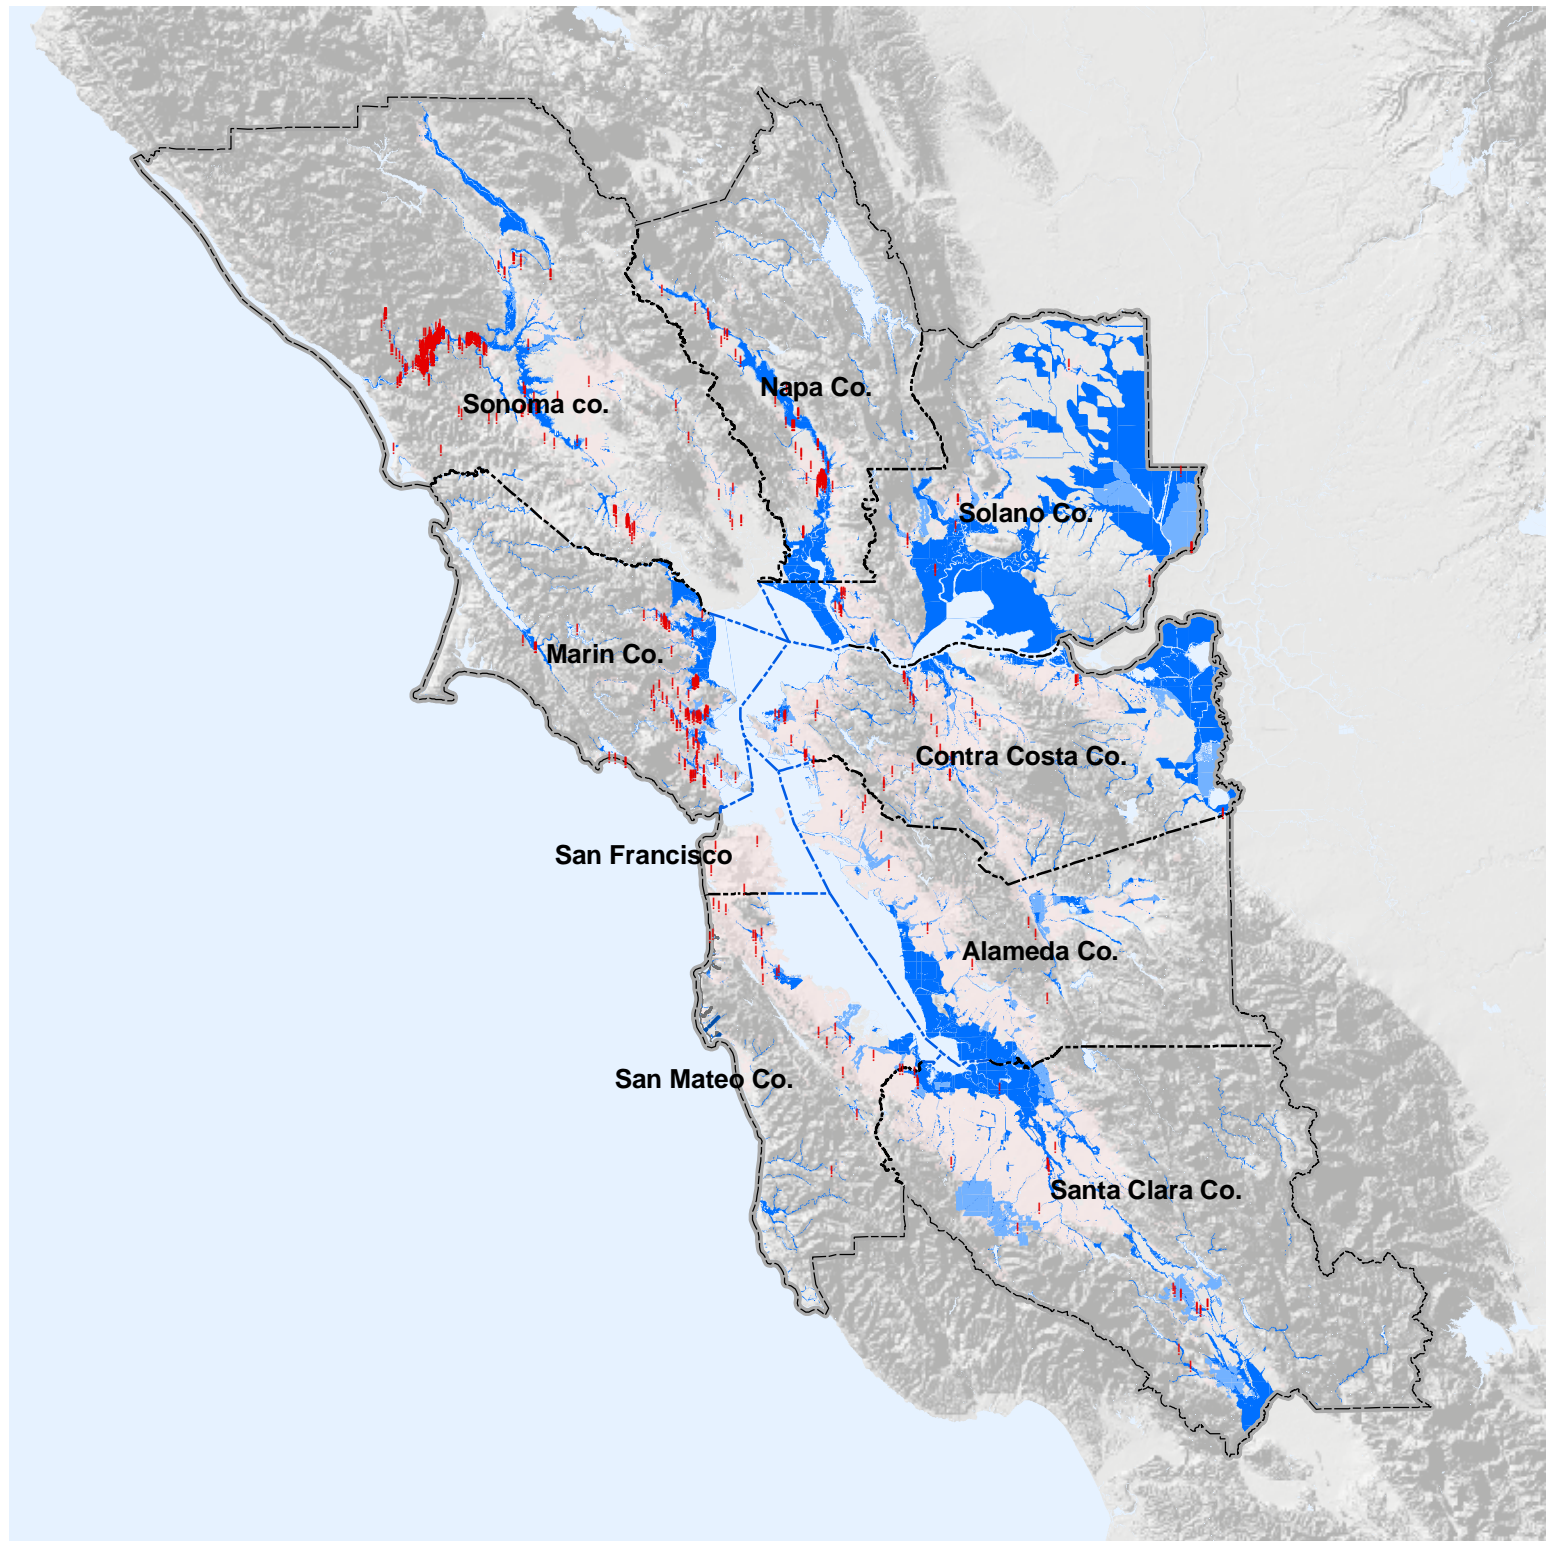 Napa Co.
Sonoma co.
Solano Co.
Marin Co.
Contra Costa Co.
San Francisco
Alameda Co.
San Mateo Co.
Santa Clara Co.